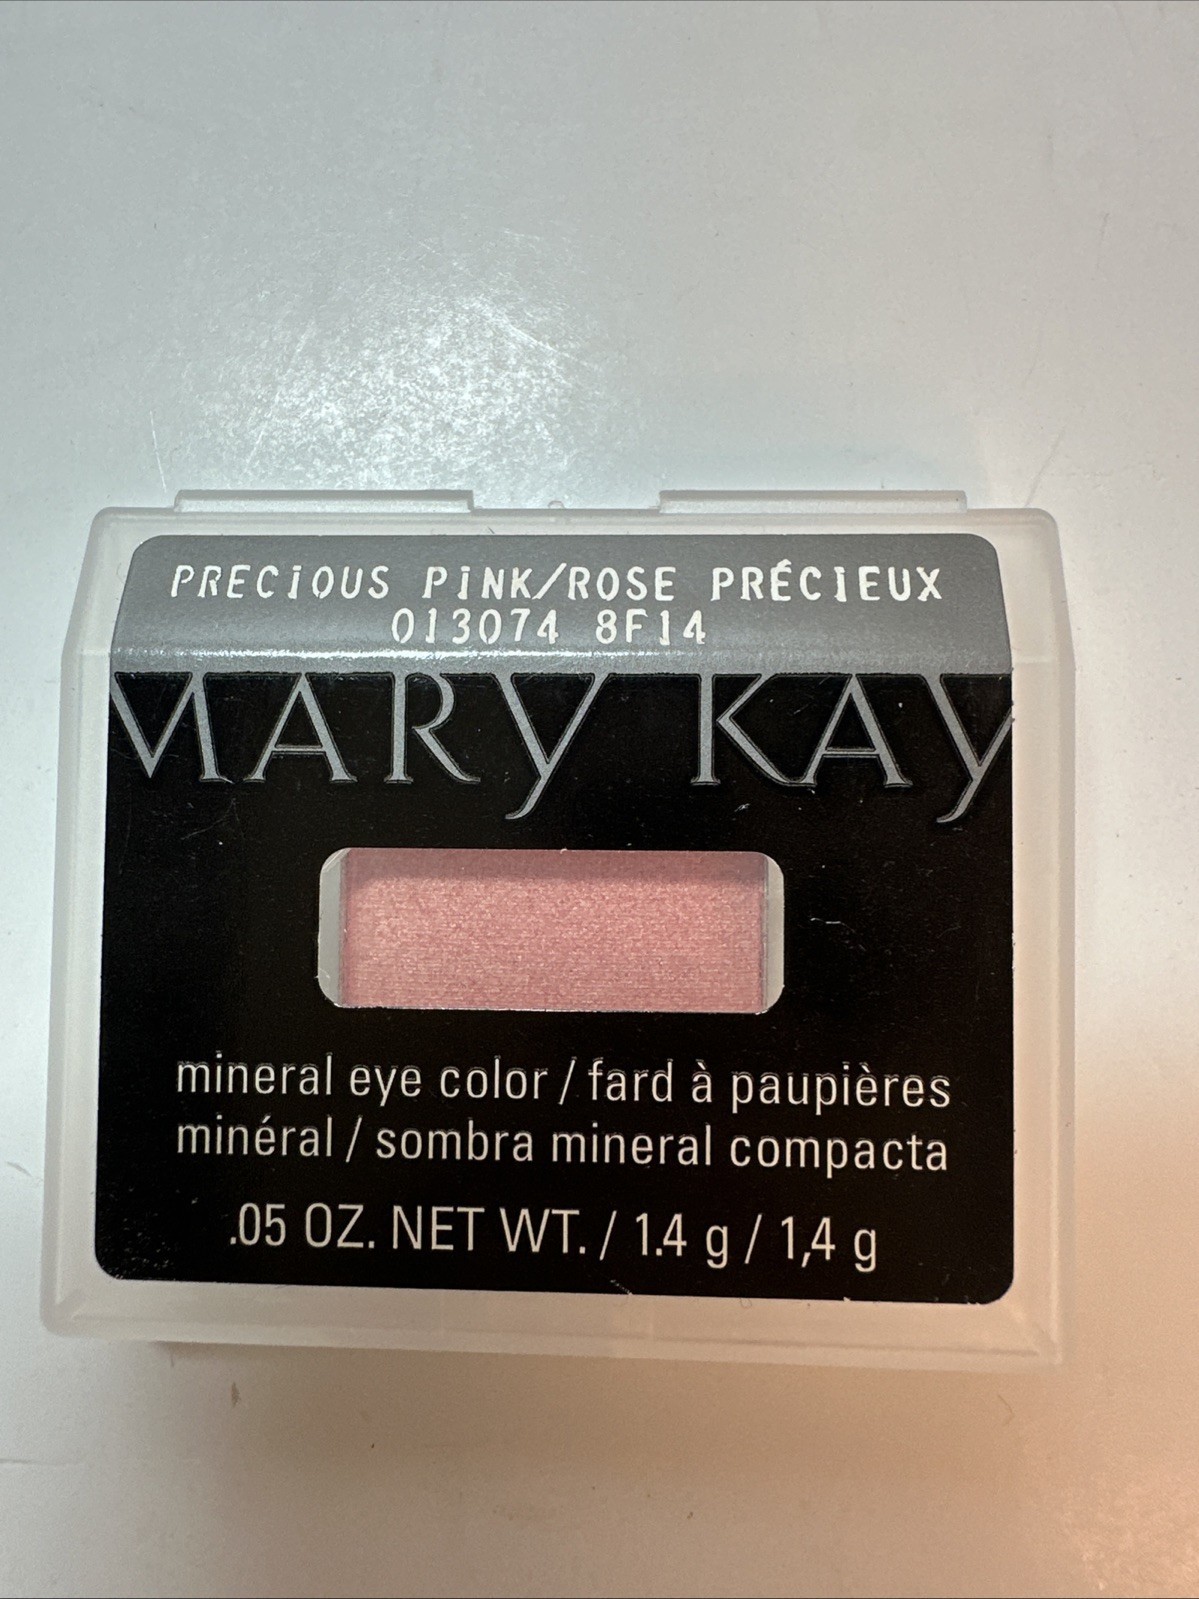 PRECIOUS PINK/ROSE PRÉCIEUX
013074 8F14
MARY KAY
mineral eye color / fard à paupières
minéral / sombra mineral compacta
.05 OZ. NET WT. / 1.4 g / 1,4 g